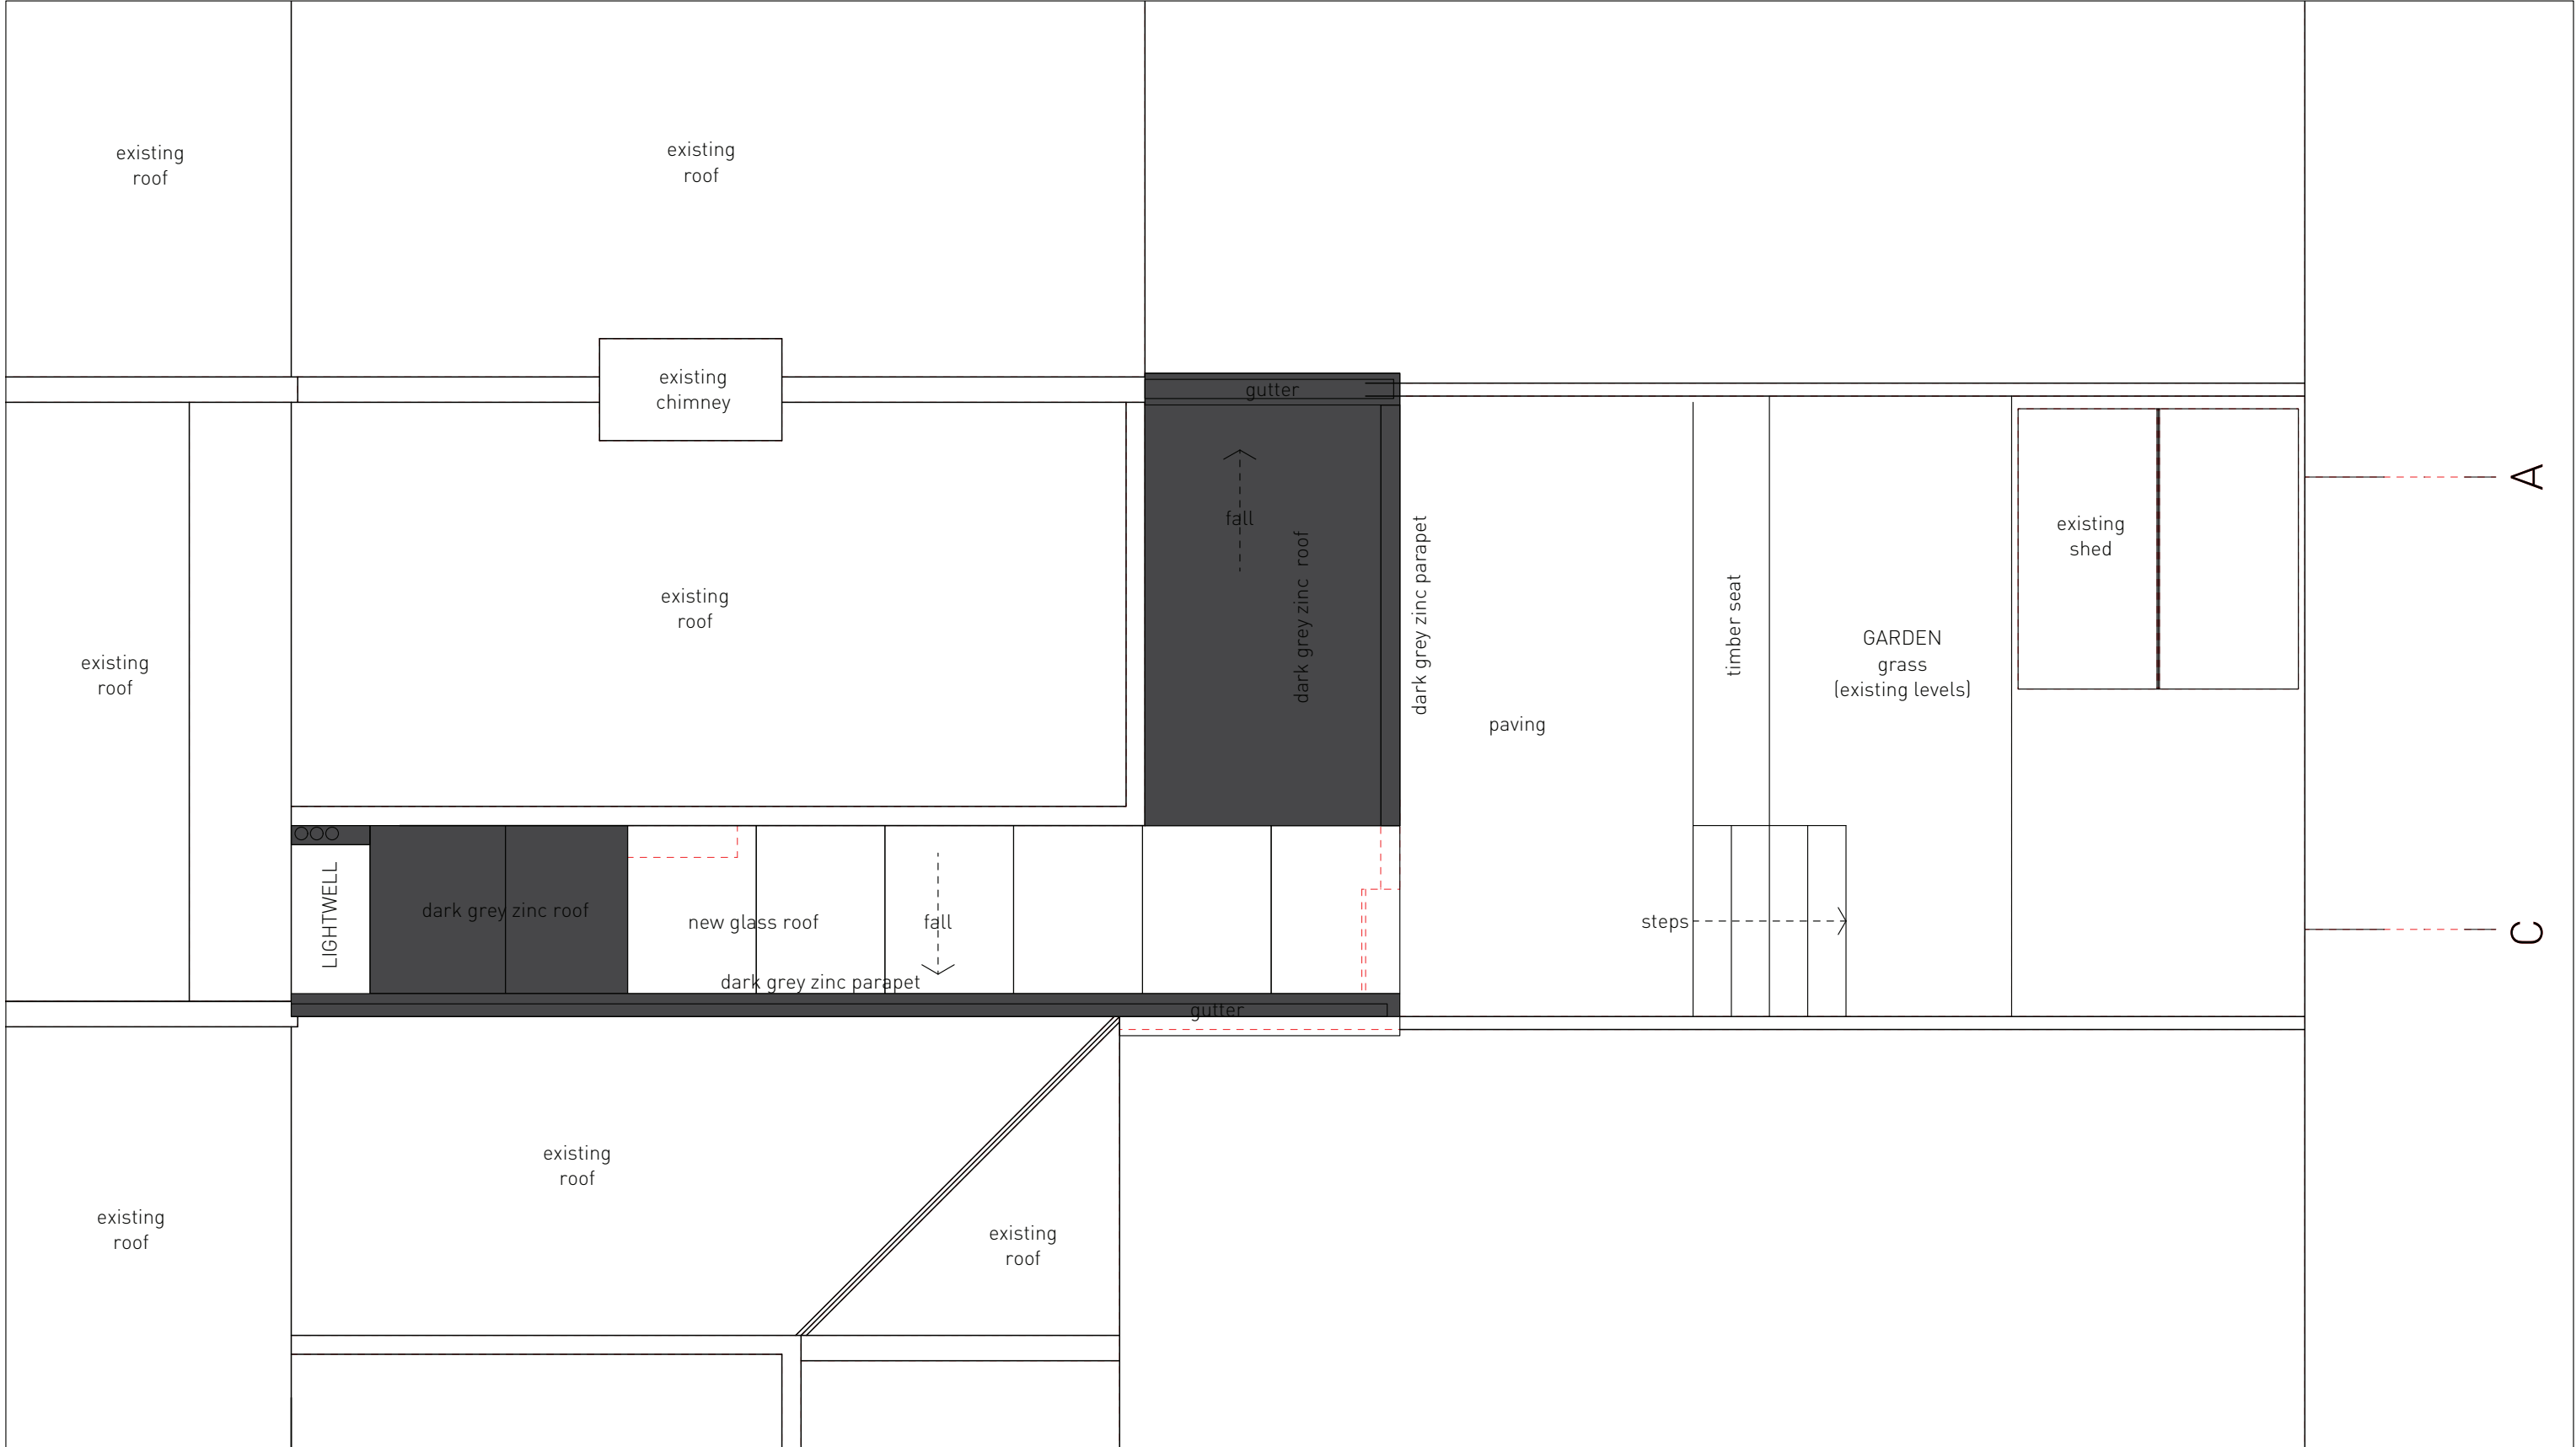 existing
roof
existing
roof
existing
chimney
gutter
fall
dark grey zinc roof
dark grey zinc parapet
existing
roof
existing
roof
paving
timber seat
GARDEN
grass
(existing levels)
existing
shed
A
LIGHTWELL
dark grey zinc roof
new glass roof
fall
dark grey zinc parapet
gutter
steps
C
existing
roof
existing
roof
existing
roof